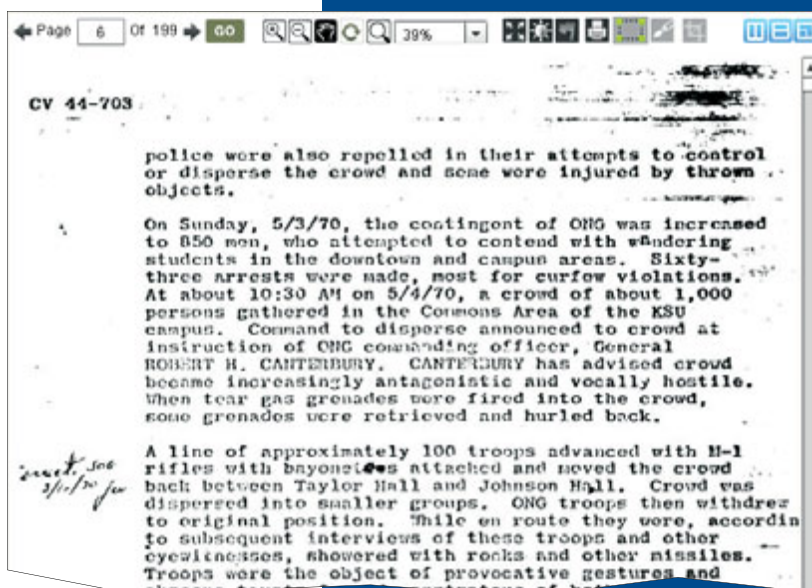 Page 6 Of 199 GO 39%
CV 44-703
police were also repelled in their attempts to control
or disperse the crowd and some were injured by thrown
objects.
On Sunday, 5/3/70, the contingent of ONG was increased
to 850 men, who attempted to contend with wandering
students in the downtown and campus areas. Sixty-
three arrests were made, most for curfew violations.
At about 10:30 AM on 5/4/70, a crowd of about 1,000
persons gathered in the Commons Area of the KSU
campus. Command to disperse announced to crowd at
instruction of ONG commanding officer, General
ROBERT H. CANTERBURY. CANTERBURY has advised crowd
became increasingly antagonistic and vocally hostile.
When tear gas grenades were fired into the crowd,
some grenades were retrieved and hurled back.
A line of approximately 100 troops advanced with M-1
rifles with bayonets attached and moved the crowd
back between Taylor Hall and Johnson Hall. Crowd was
dispersed into smaller groups. ONG troops then withdrew
to original position. While en route they were, accordin
to subsequent interviews of these troops and other
eyewitnesses, showered with rocks and other missiles.
Troops were the object of provocative gestures and